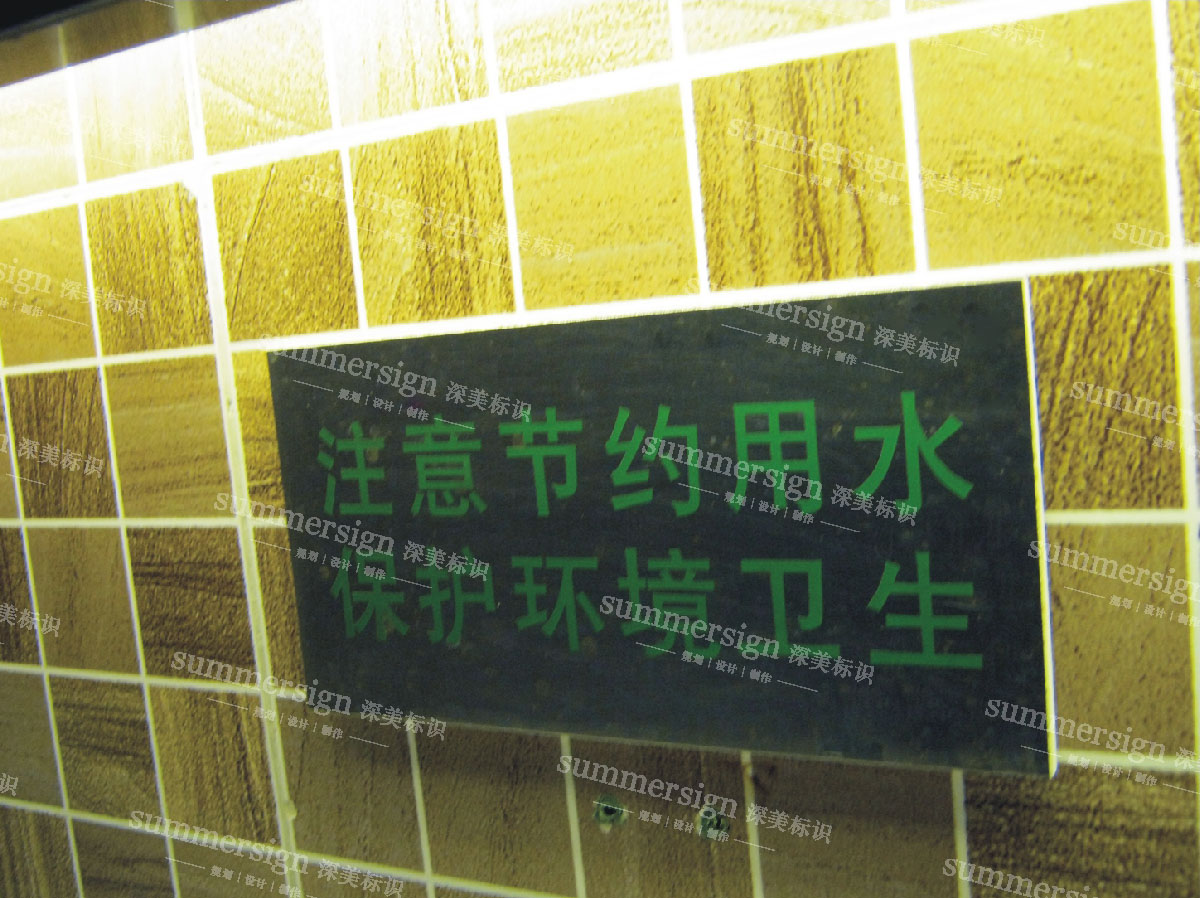 注意节约用水
保护环境卫生
summersign 深美标识
规划 | 设计 | 制作